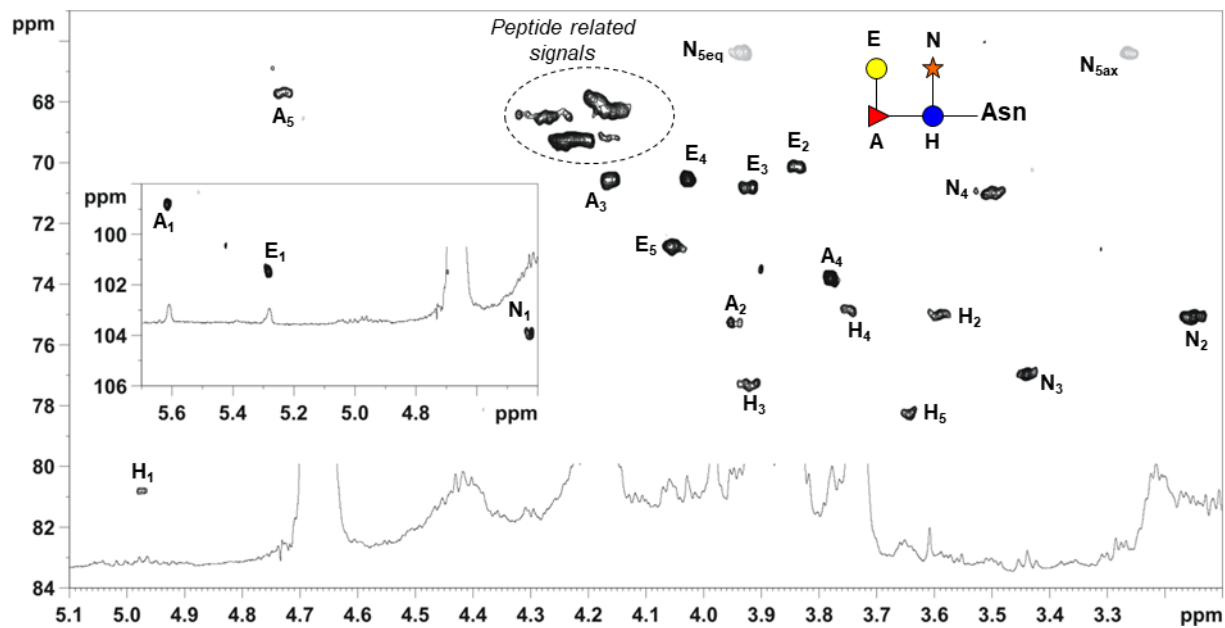 ppm
Peptide related
signals
N5eq
E
N
N5ax
68
A5
Asn
A
H
70
E4
E3
E2
A3
N4
ppm
72
A1
100
E5
A4
E1
74
102
A2
H4
H2
N1
104
76
N2
N3
106
H3
H5
78
5.6
5.4
5.2
5.0
4.8
ppm
80
H1
82
84
5.1
5.0
4.9
4.8
4.7
4.6
4.5
4.4
4.3
4.2
4.1
4.0
3.9
3.8
3.7
3.6
3.5
3.4
3.3
ppm